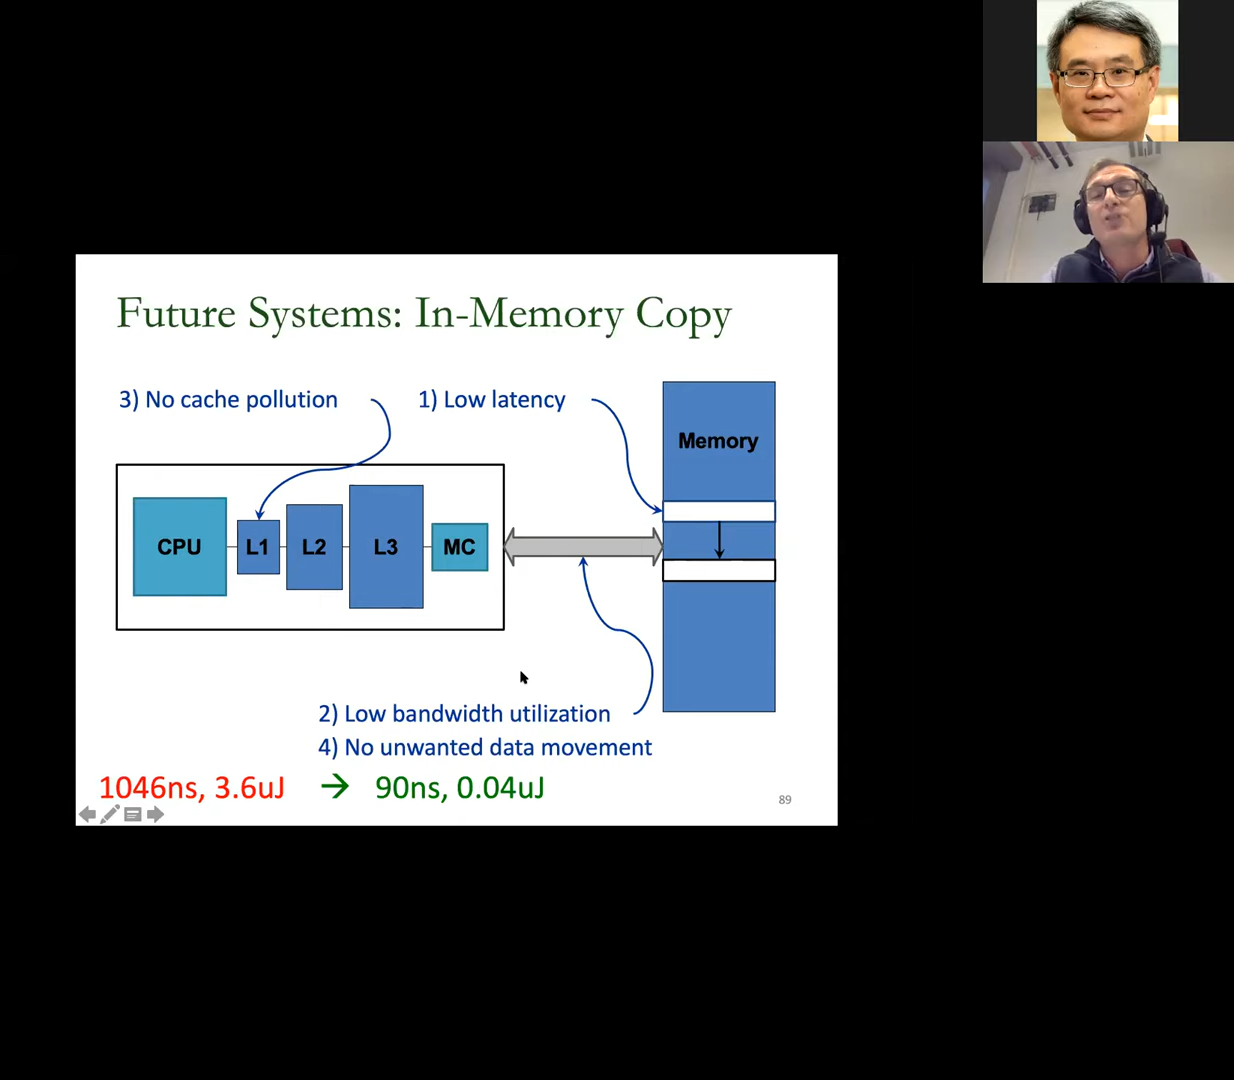 Future Systems: In-Memory Copy
3) No cache pollution
1) Low latency
Memory
CPU
L1
L2
L3
MC
2) Low bandwidth utilization
4) No unwanted data movement
1046ns, 3.6uJ → 90ns, 0.04uJ
89